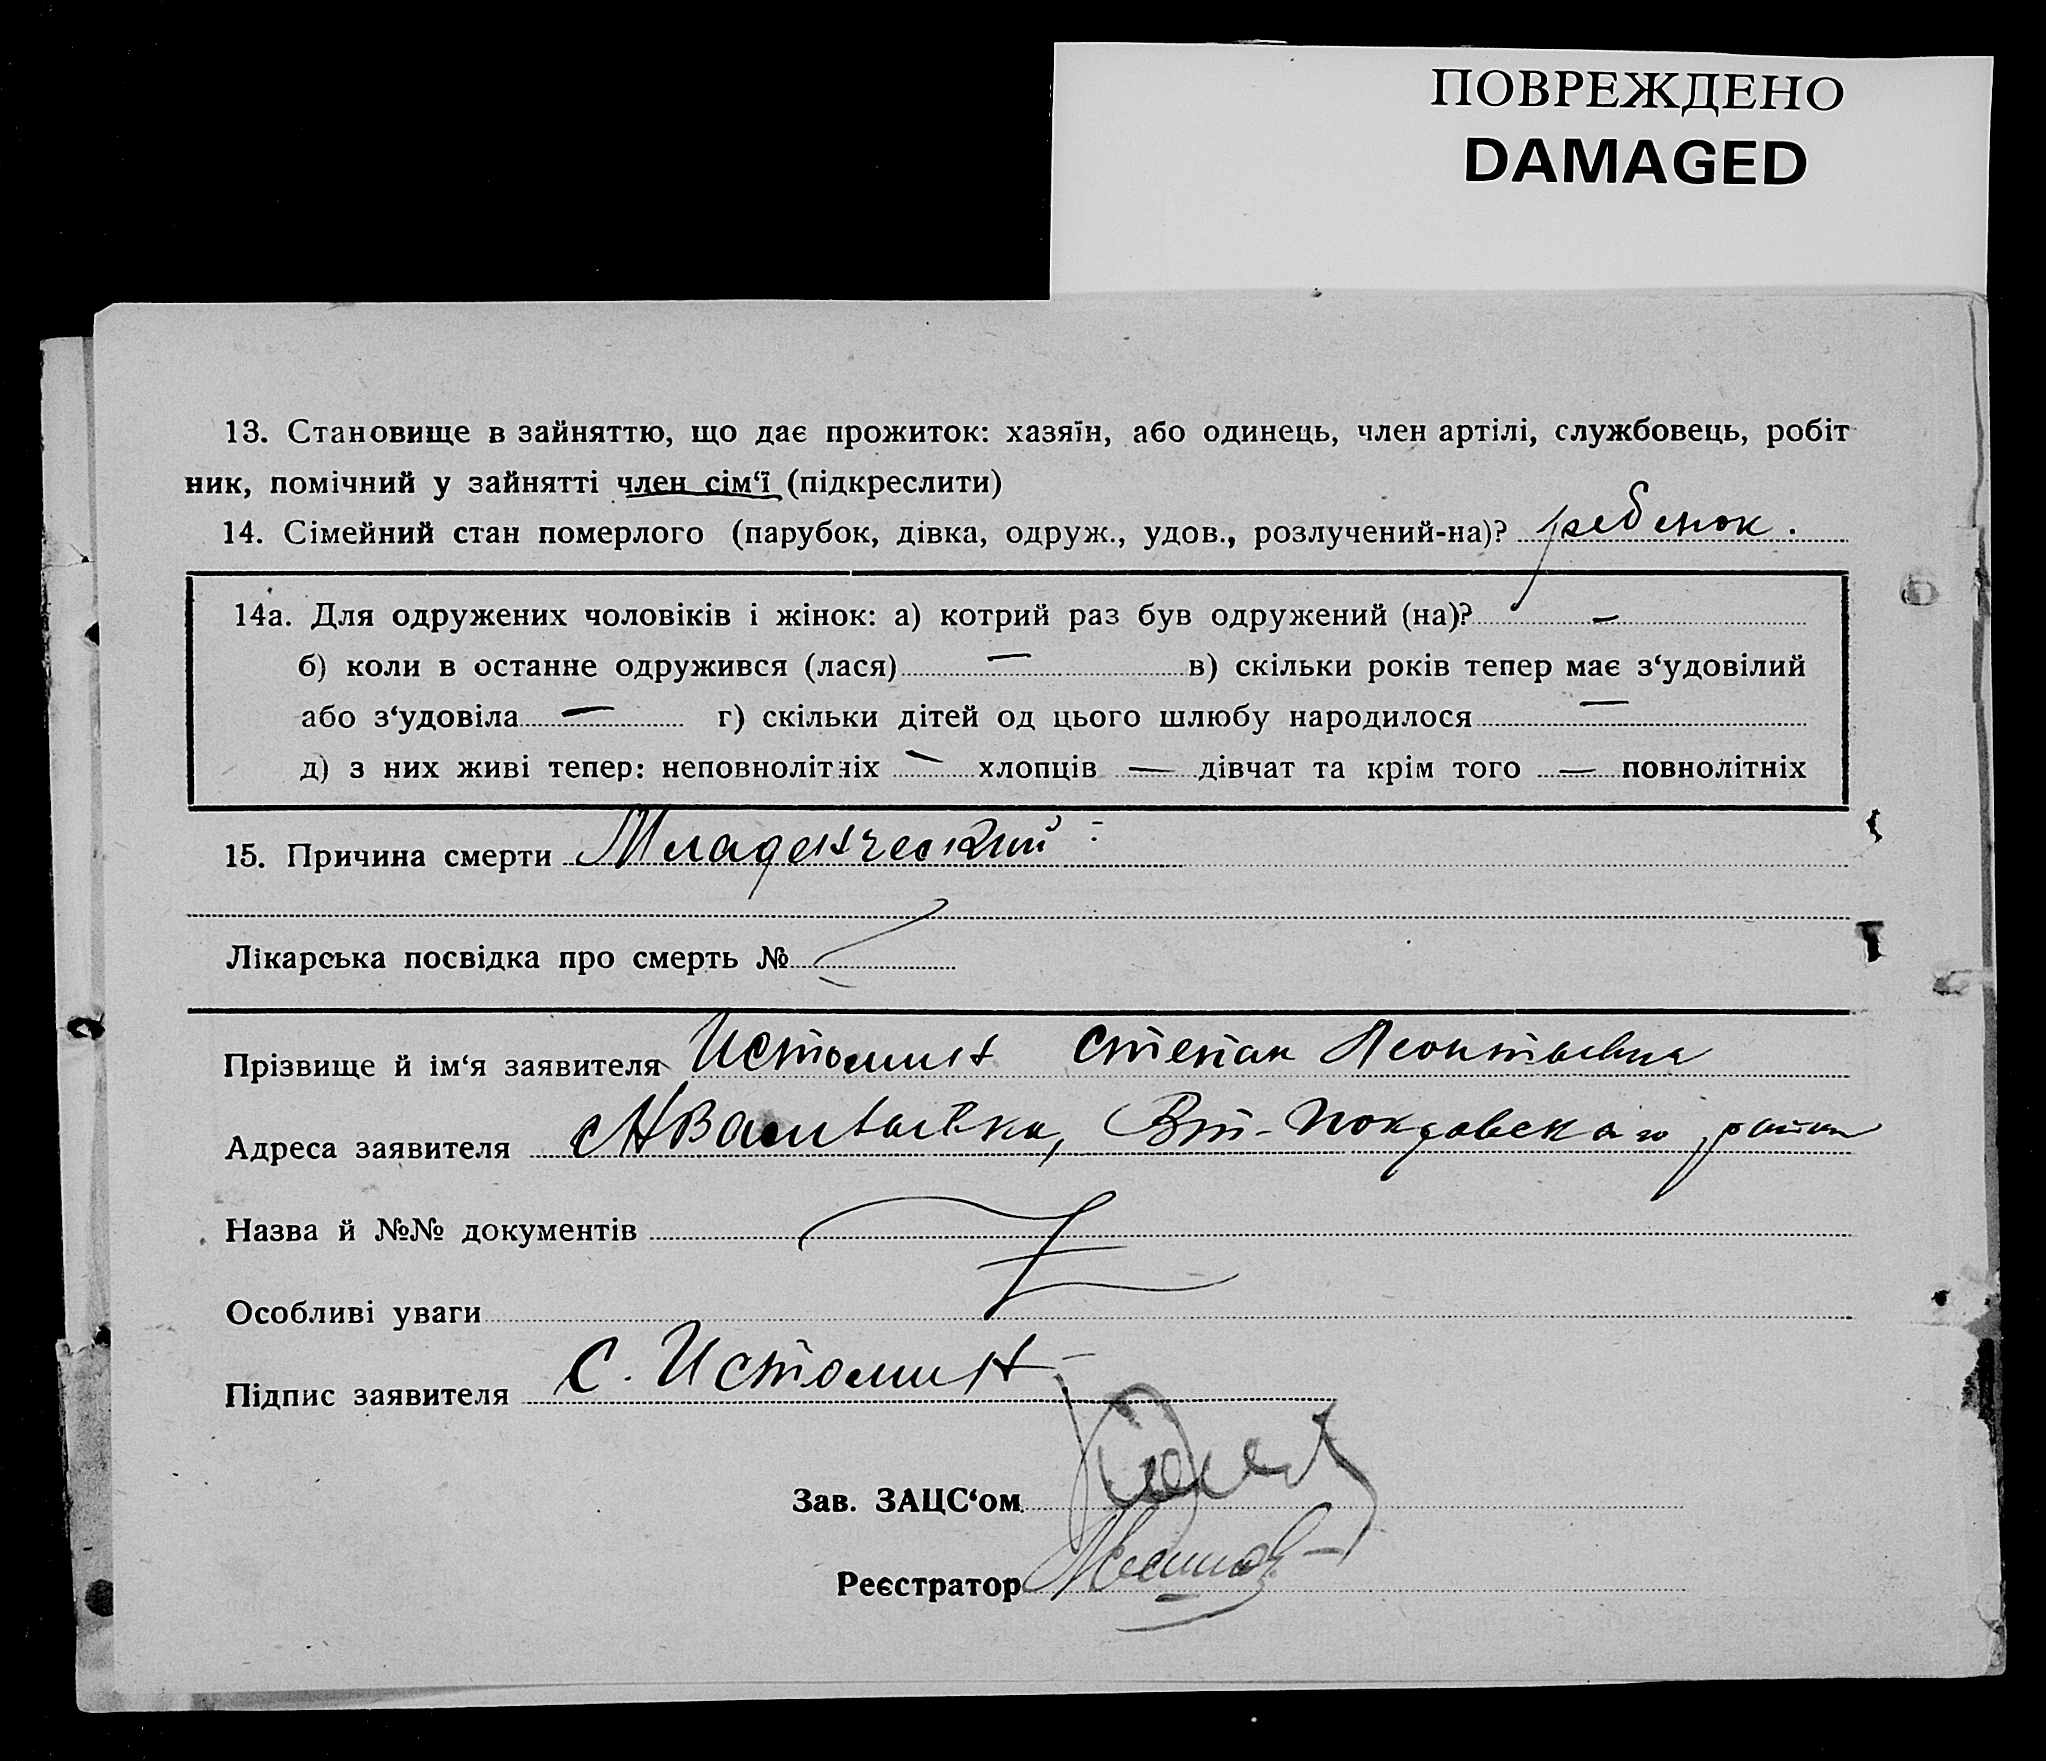 ПОВРЕЖДЕНО
DAMAGED
13. Становище в зайняттю, що дає прожиток: хазяїн, або одинець, член артілі, службовець, робіт
ник, помічний у зайнятті член сім‘ї (підкреслити)
14. Сімейний стан померлого (парубок, дівка, одруж., удов., розлучений-на)? ребенок.
14а. Для одружених чоловіків і жінок: а) котрий раз був одружений (на)? —
б) коли в останне одружився (лася) — в) скільки років тепер має з‘удовілий
або з‘удовіла — г) скільки дітей од цього шлюбу народилося —
д) з них живі тепер: неповнолітніх — хлопців — дівчат та крім того — повнолітніх
15. Причина смерти Младенческий
Лікарська посвідка про смерть №
Прізвище й ім‘я заявителя Истомин Степан
Адреса заявителя района
Назва й №№ документів
Особливі уваги
Підпис заявителя С. Истомин
Зав. ЗАЦС‘ом
Реєстратор